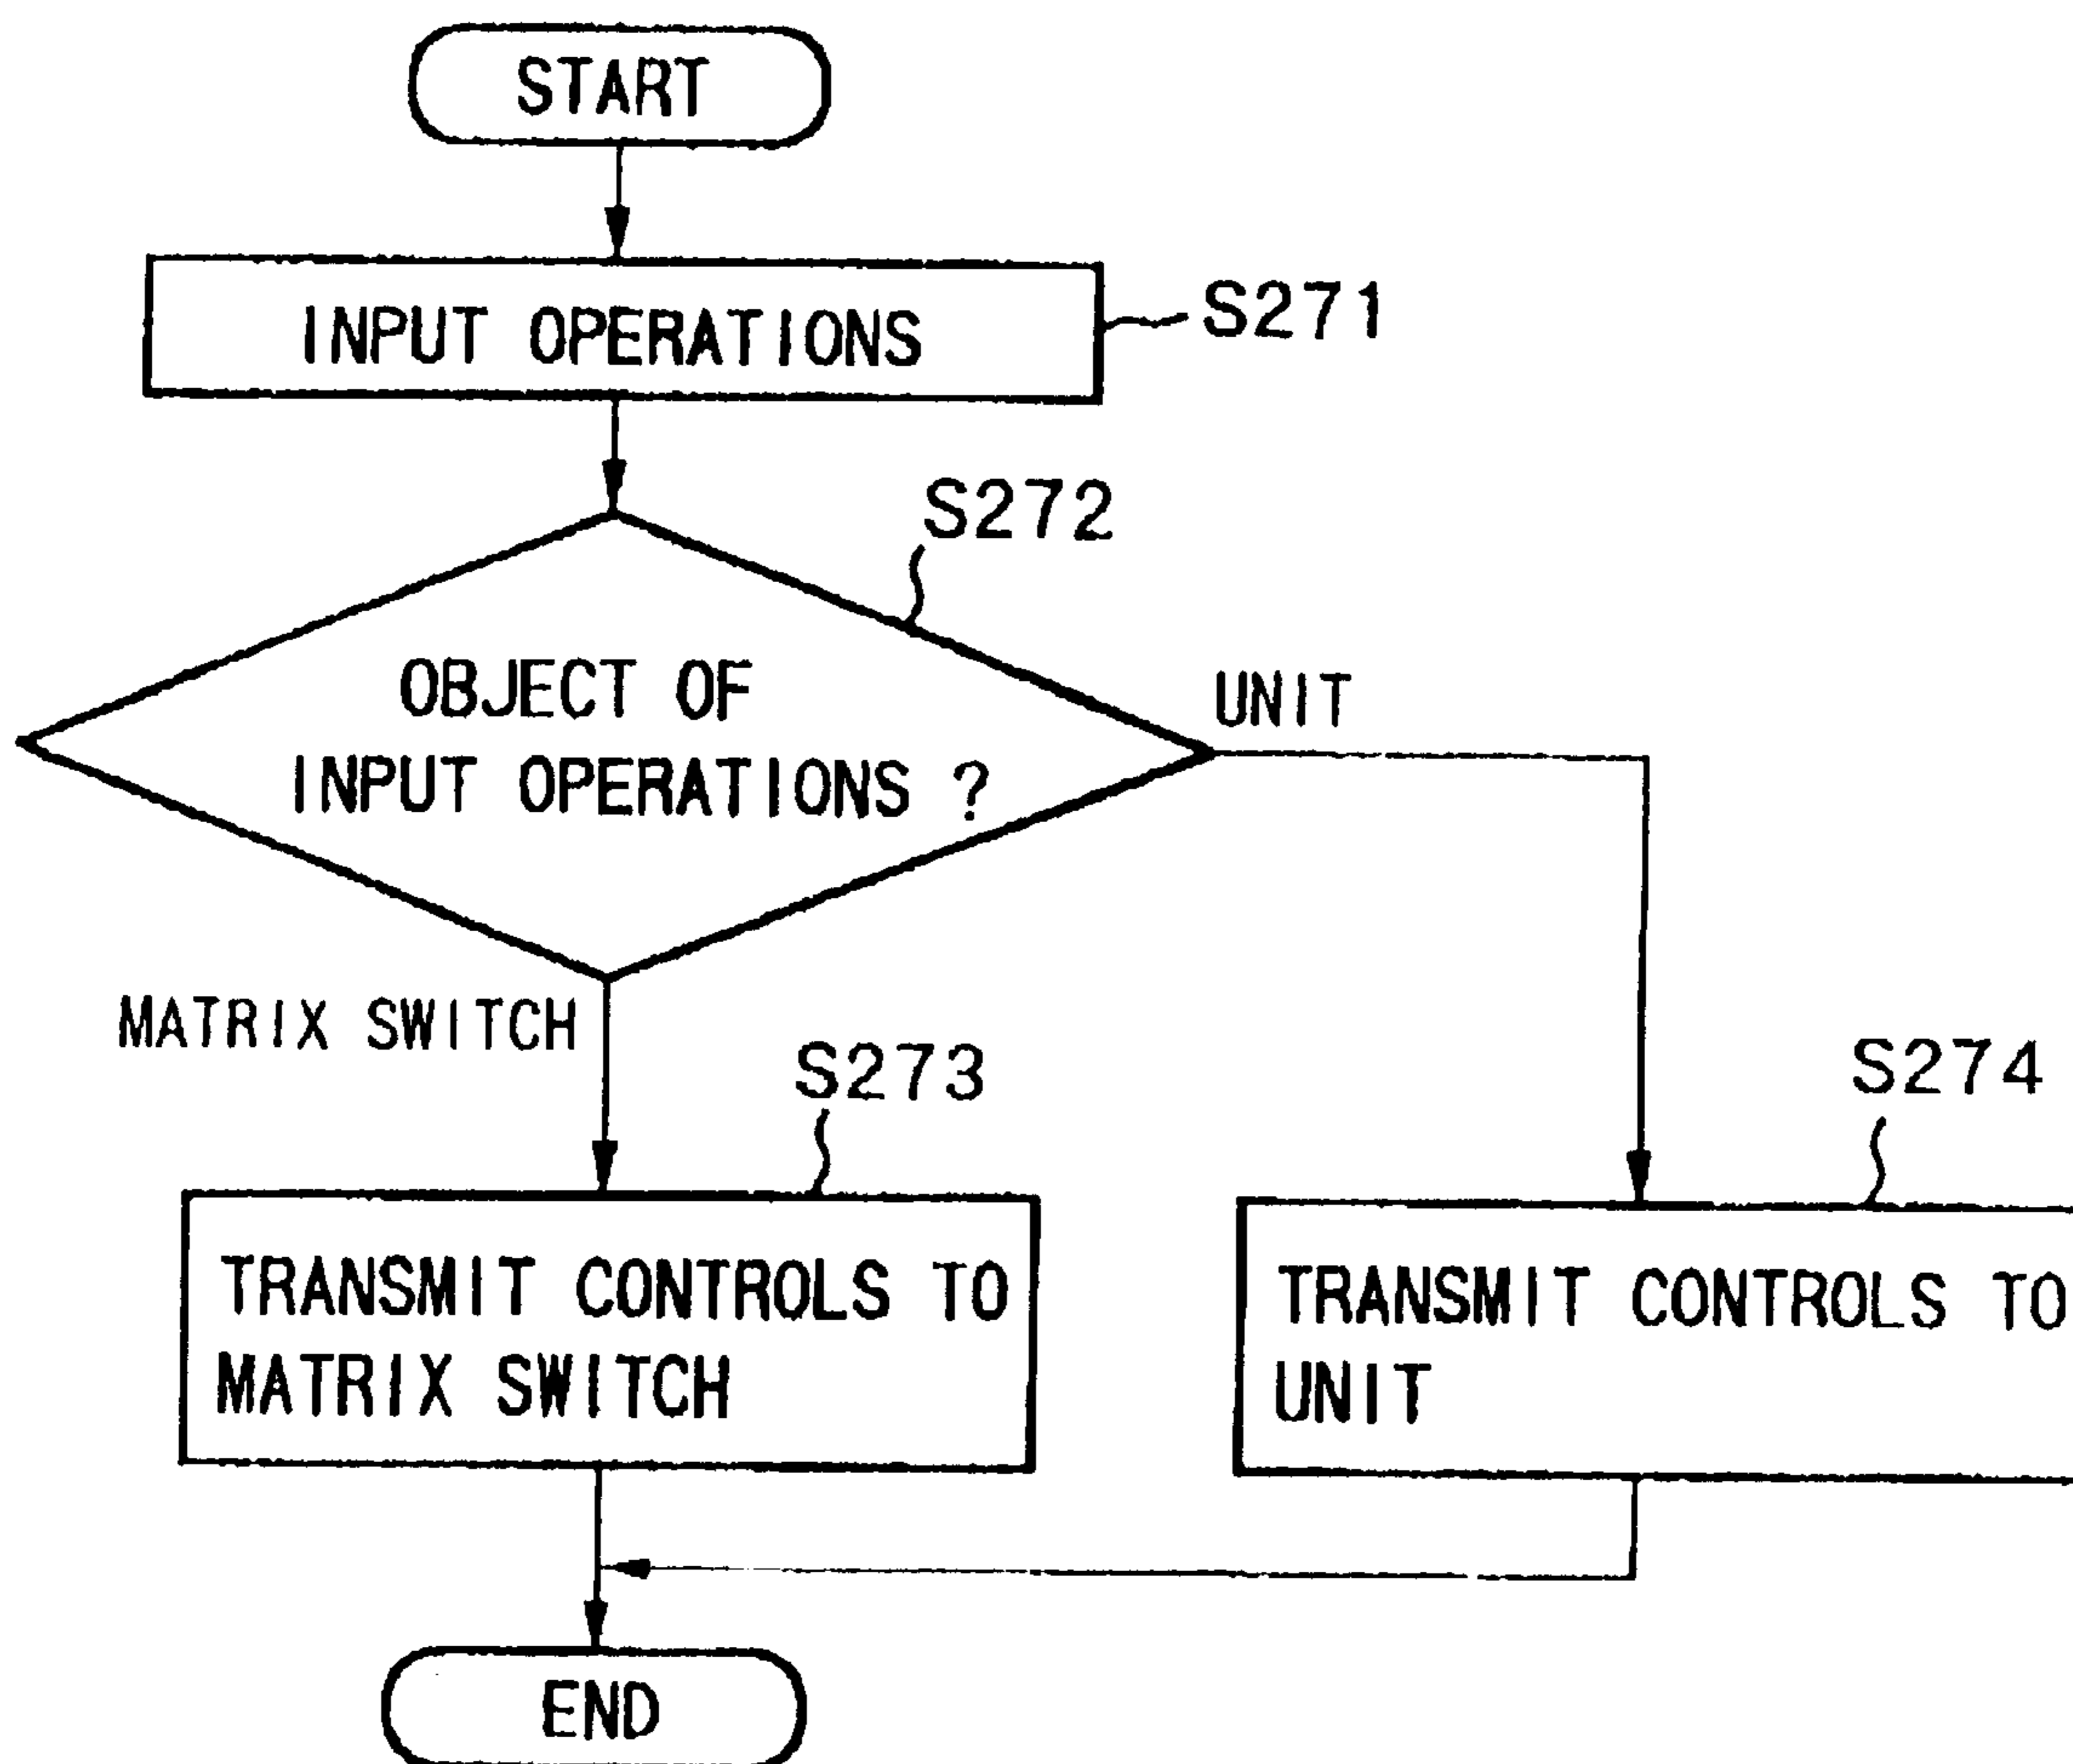 START
INPUT OPERATIONS
S271
S272
OBJECT OF
INPUT OPERATIONS ?
UNIT
MATRIX SWITCH
S273
S274
TRANSMIT CONTROLS TO
MATRIX SWITCH
TRANSMIT CONTROLS TO
UNIT
END